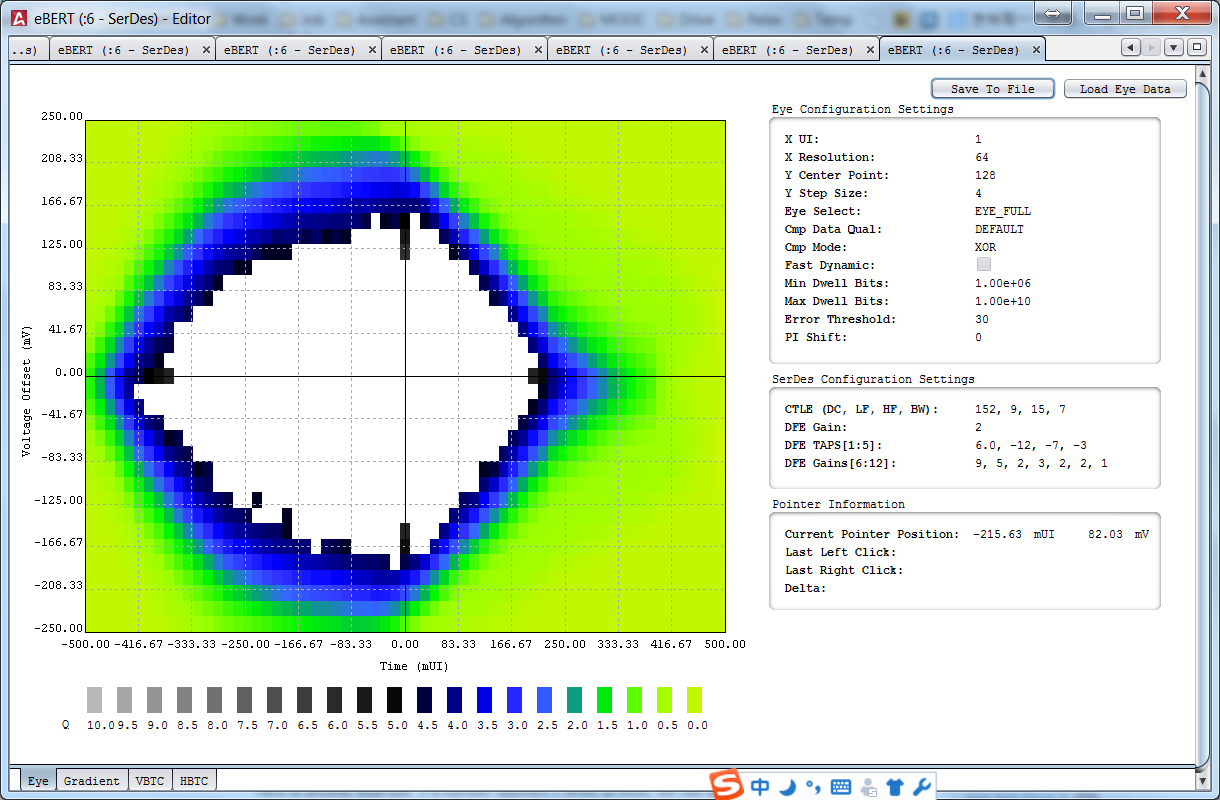 eBERT (:6 - SerDes) - Editor
..s) eBERT (:6 - SerDes) × eBERT (:6 - SerDes) × eBERT (:6 - SerDes) × eBERT (:6 - SerDes) × eBERT (:6 - SerDes) × eBERT (:6 - SerDes) ×
Save To File Load Eye Data
Eye Configuration Settings
X UI: 1
X Resolution: 64
Y Center Point: 128
Y Step Size: 4
Eye Select: EYE_FULL
Cmp Data Qual: DEFAULT
Cmp Mode: XOR
Fast Dynamic:
Min Dwell Bits: 1.00e+06
Max Dwell Bits: 1.00e+10
Error Threshold: 30
PI Shift: 0
SerDes Configuration Settings
CTLE (DC, LF, HF, BW): 152, 9, 15, 7
DFE Gain: 2
DFE TAPS[1:5]: 6.0, -12, -7, -3
DFE Gains[6:12]: 9, 5, 2, 3, 2, 2, 1
Pointer Information
Current Pointer Position: -215.63 mUI 82.03 mV
Last Left Click:
Last Right Click:
Delta:
250.00
208.33
166.67
125.00
83.33
41.67
0.00
-41.67
-83.33
-125.00
-166.67
-208.33
-250.00
Voltage Offset (mV)
-500.00 -416.67 -333.33 -250.00 -166.67 -83.33 0.00 83.33 166.67 250.00 333.33 416.67 500.00
Time (mUI)
Q 10.0 9.5 9.0 8.5 8.0 7.5 7.0 6.5 6.0 5.5 5.0 4.5 4.0 3.5 3.0 2.5 2.0 1.5 1.0 0.5 0.0
Eye Gradient VBTC HBTC
中